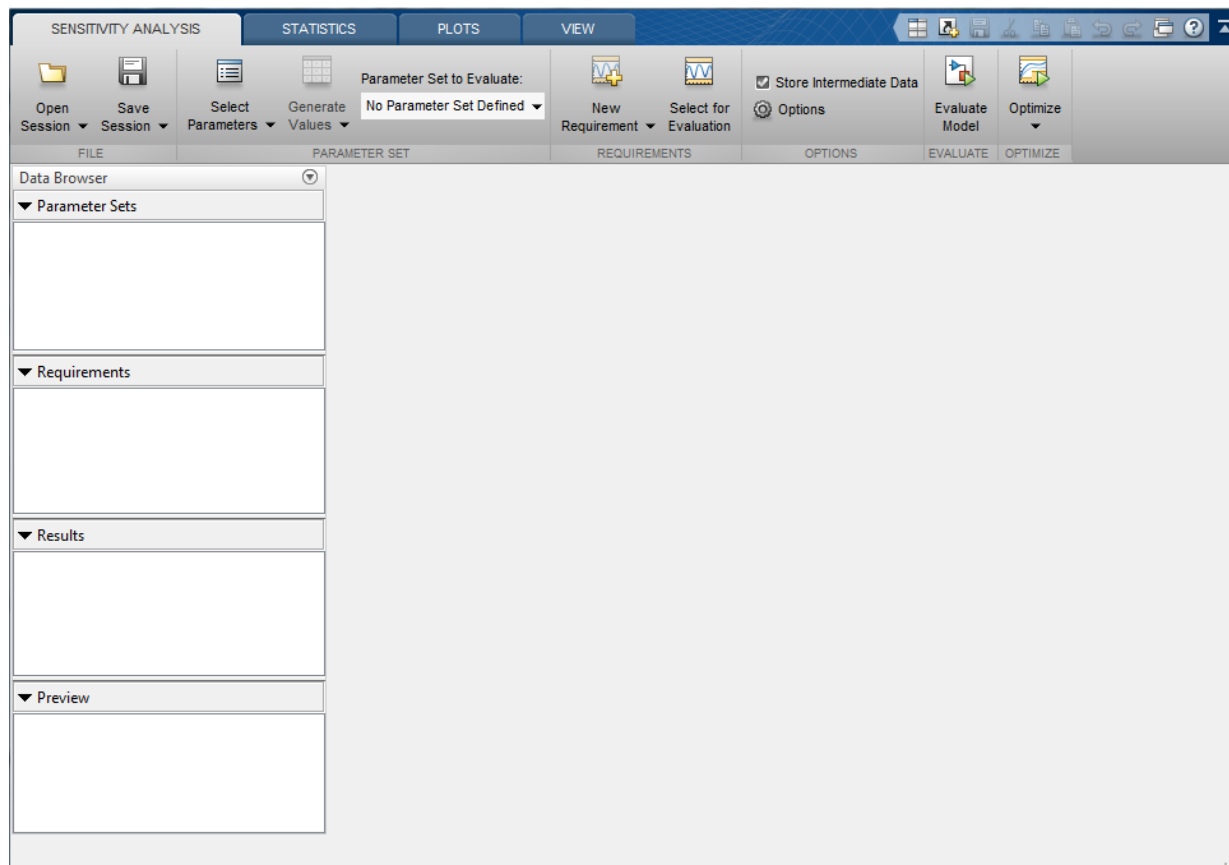 SENSITIVITY ANALYSIS
STATISTICS
PLOTS
VIEW
Open
Session
Save
Session
Select
Parameters
Generate
Values
Parameter Set to Evaluate:
No Parameter Set Defined
New
Requirement
Select for
Evaluation
Store Intermediate Data
Options
Evaluate
Model
Optimize
FILE
PARAMETER SET
REQUIREMENTS
OPTIONS
EVALUATE
OPTIMIZE
Data Browser
Parameter Sets
Requirements
Results
Preview